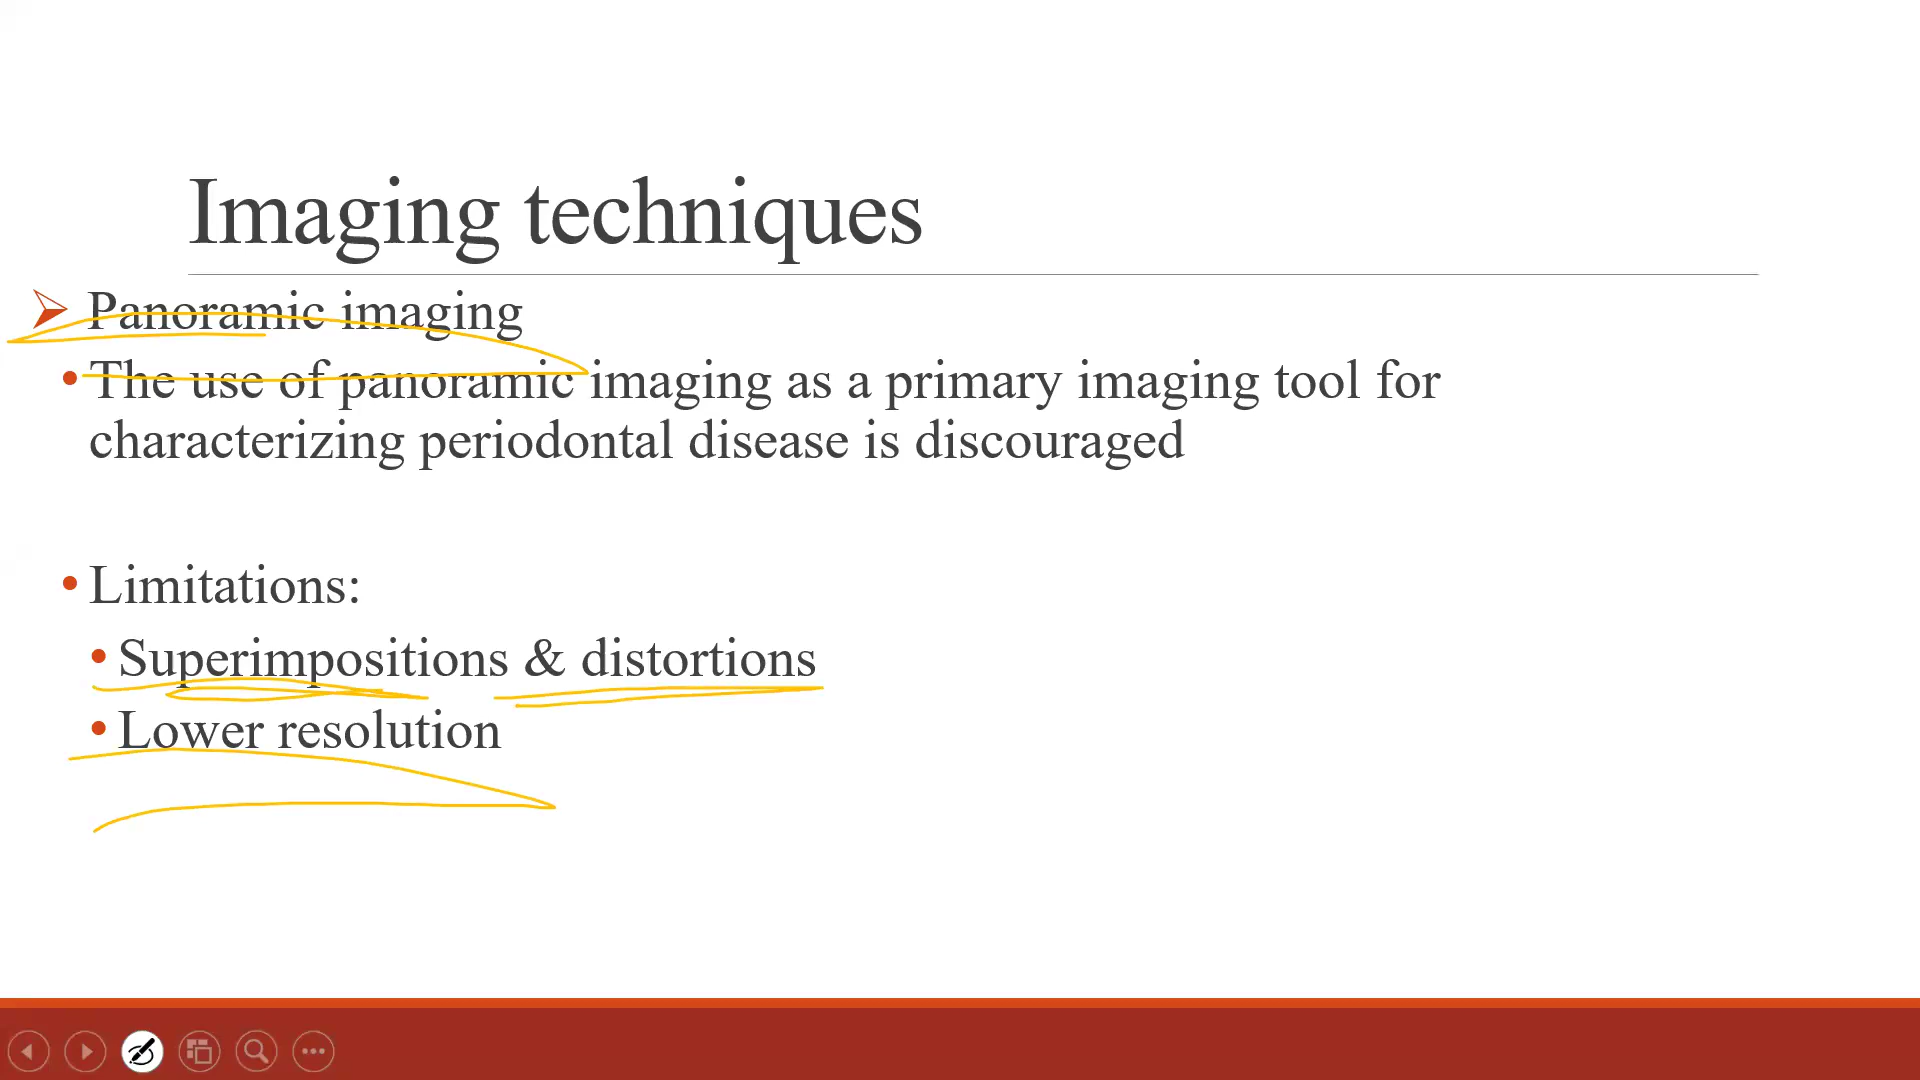 Imaging techniques
Panoramic imaging
The use of panoramic imaging as a primary imaging tool for
characterizing periodontal disease is discouraged
Limitations:
Superimpositions & distortions
Lower resolution